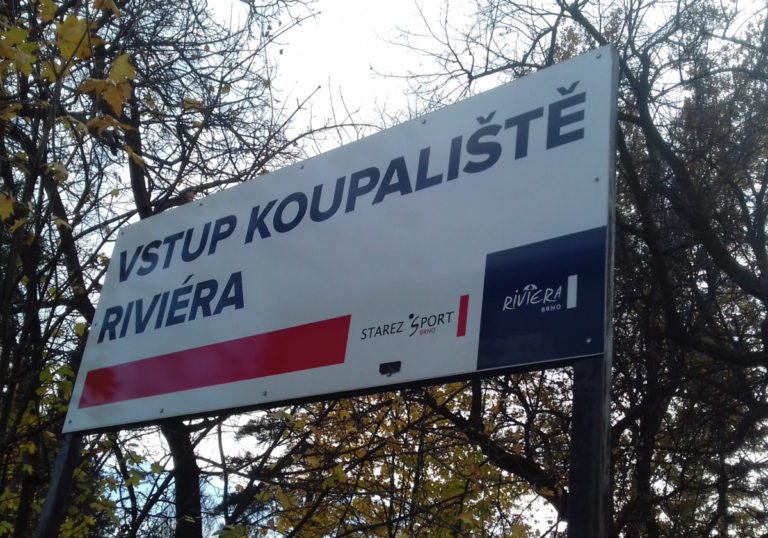 VSTUP KOUPALIŠTĚ
RIVIÉRA
STAREZ SPORT
BRNO
RIVIÉRA
BRNO